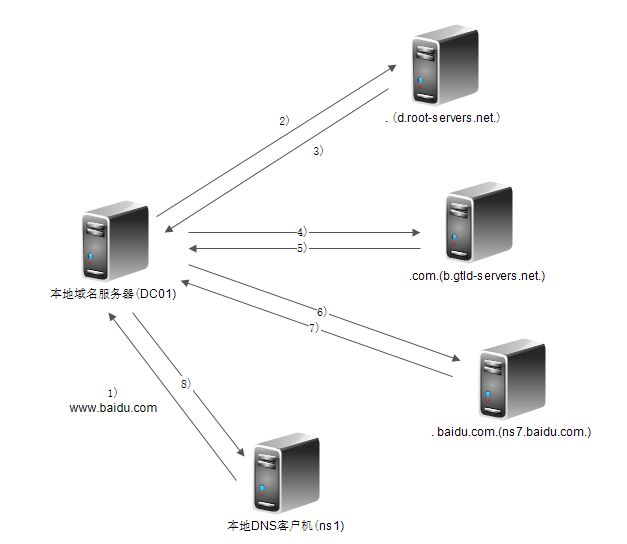 . (d.root-servers.net.)
2)
3)
4)
5)
.com.(b.gtld-servers.net.)
本地域名服务器(DC01)
6)
7)
1)
www.baidu.com
8)
. baidu.com.(ns7.baidu.com.)
本地DNS客户机(ns1)